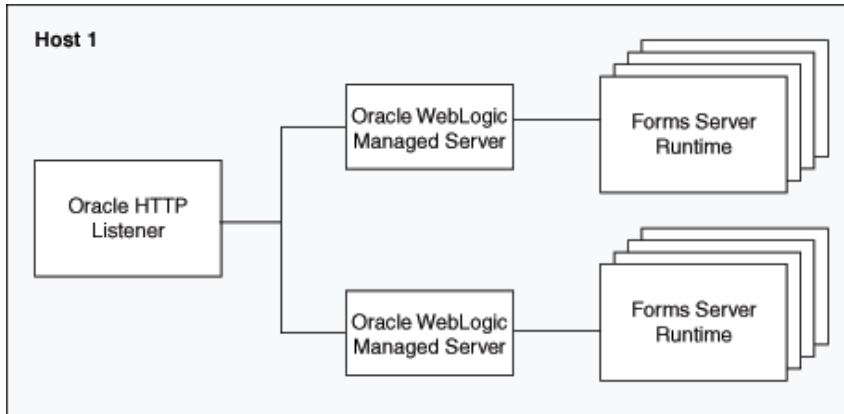 Host 1
Oracle HTTP
Listener
Oracle WebLogic
Managed Server
Forms Server
Runtime
Oracle WebLogic
Managed Server
Forms Server
Runtime